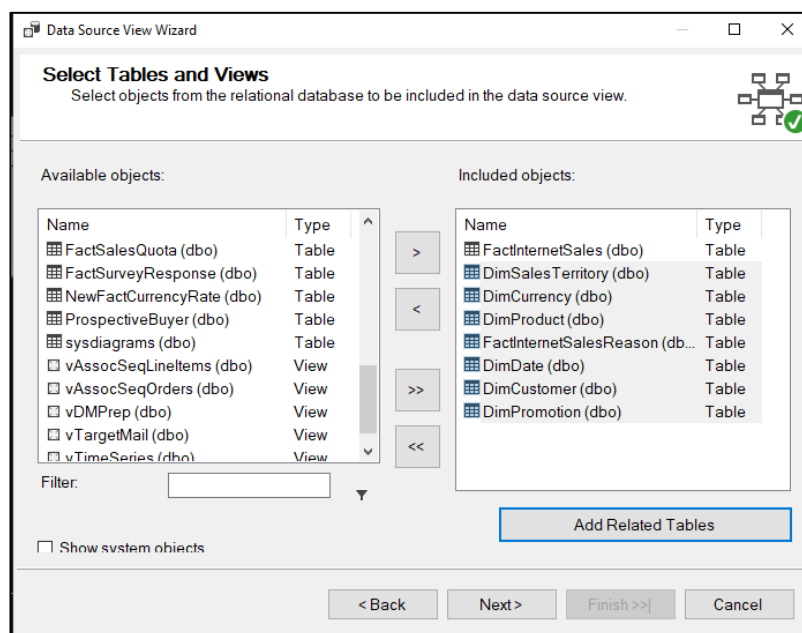 Data Source View Wizard
Select Tables and Views
Select objects from the relational database to be included in the data source view.
Available objects:
Name Type
FactSalesQuota (dbo) Table
FactSurveyResponse (dbo) Table
NewFactCurrencyRate (dbo) Table
ProspectiveBuyer (dbo) Table
sysdiagrams (dbo) Table
vAssocSeqLineItems (dbo) View
vAssocSeqOrders (dbo) View
vDMPrep (dbo) View
vTargetMail (dbo) View
vTimeSeries (dbo) View
>
<
>>
<<
Included objects:
Name Type
FactInternetSales (dbo) Table
DimSalesTerritory (dbo) Table
DimCurrency (dbo) Table
DimProduct (dbo) Table
FactInternetSalesReason (db... Table
DimDate (dbo) Table
DimCustomer (dbo) Table
DimPromotion (dbo) Table
Filter:
Add Related Tables
Show system objects
< Back
Next >
Finish >>|
Cancel